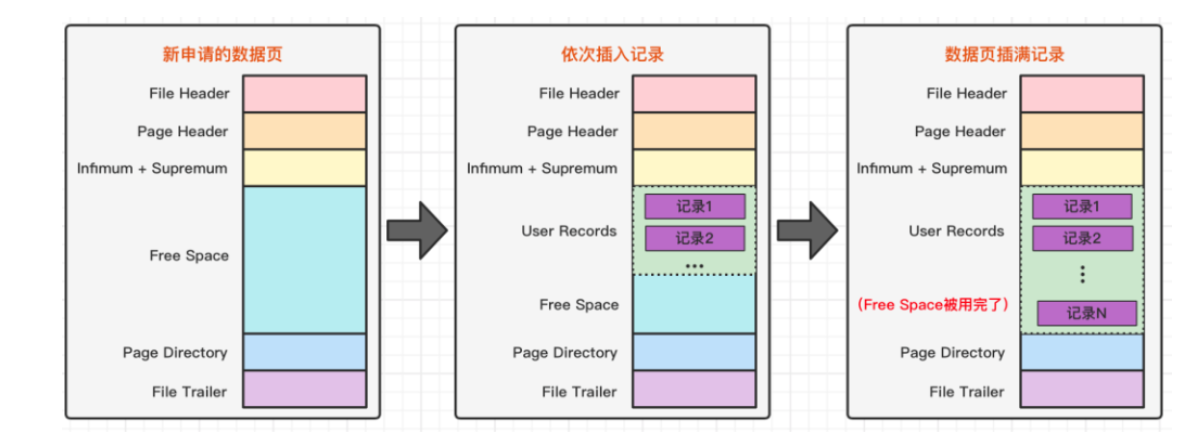 新申请的数据页
File Header
Page Header
Infimum + Supremum
Free Space
Page Directory
File Trailer
依次插入记录
File Header
Page Header
Infimum + Supremum
User Records
记录1
记录2
...
Free Space
Page Directory
File Trailer
数据页插满记录
File Header
Page Header
Infimum + Supremum
User Records
记录1
记录2
⋮
(Free Space被用完了)
记录N
Page Directory
File Trailer